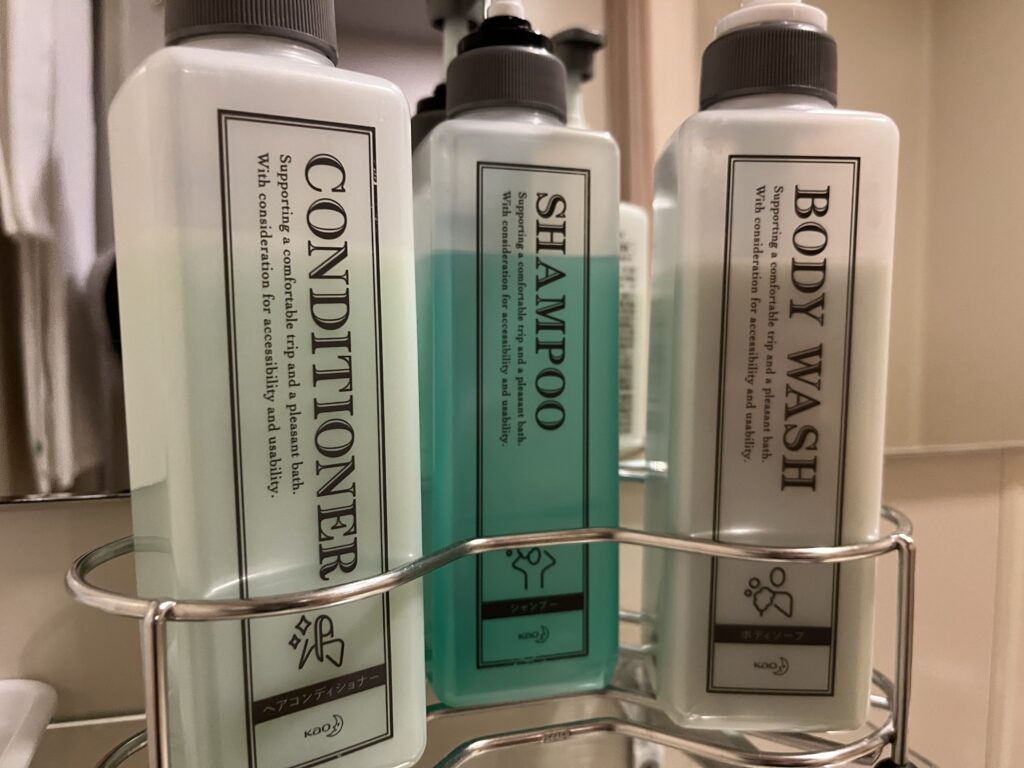 CONDITIONER
Supporting a comfortable trip and a pleasant bath.
With consideration for accessibility and usability.
ヘアコンディショナー
Kao
SHAMPOO
Supporting a comfortable trip and a pleasant bath.
With consideration for accessibility and usability.
シャンプー
Kao
BODY WASH
Supporting a comfortable trip and a pleasant bath.
With consideration for accessibility and usability.
ボディソープ
Kao